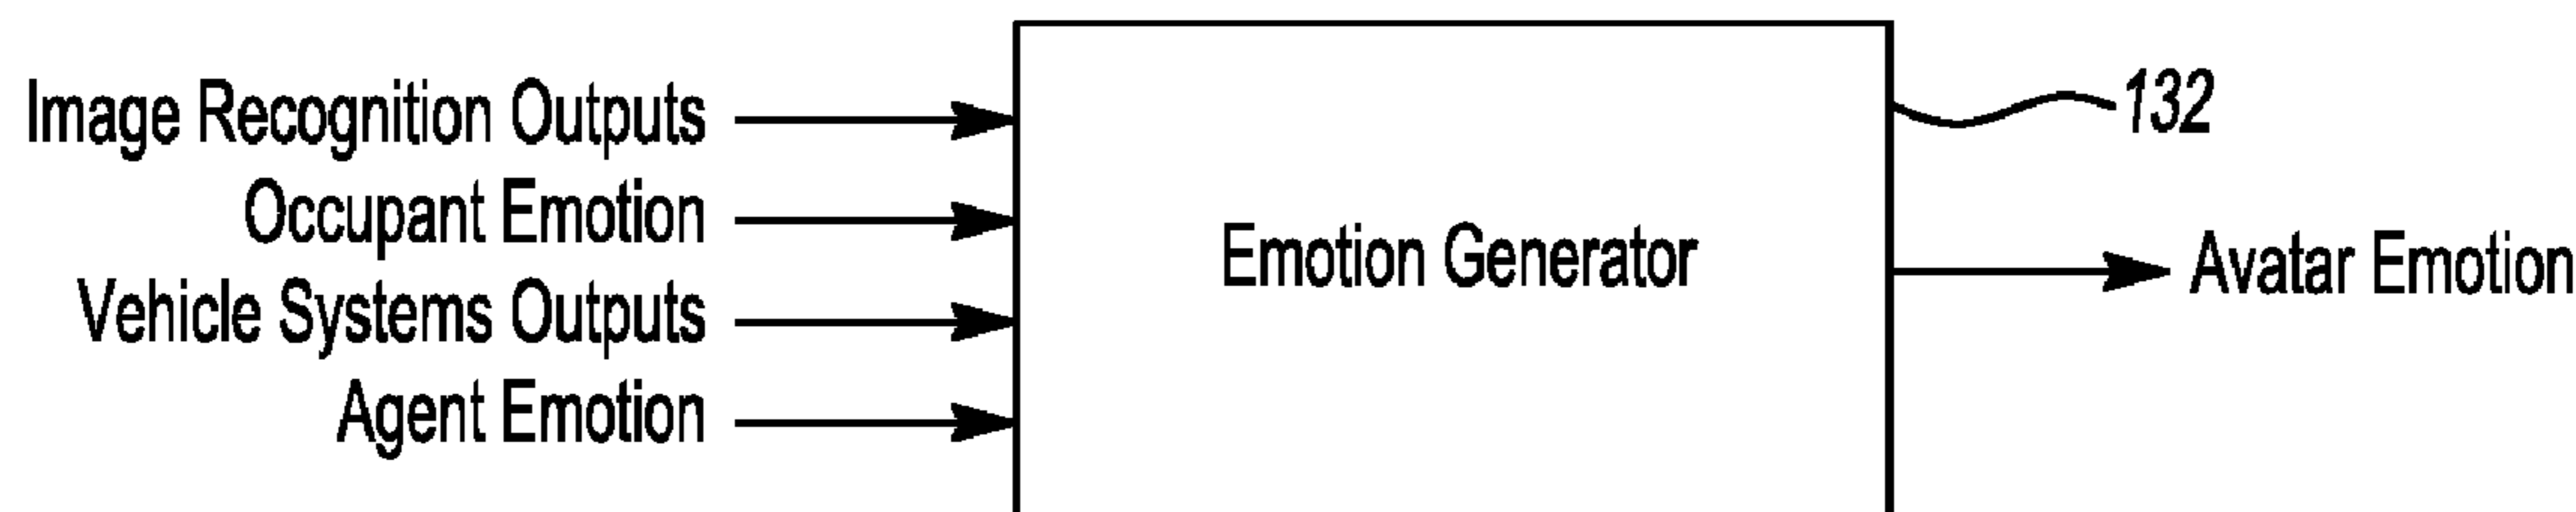 Image Recognition Outputs
132
Occupant Emotion
Emotion Generator
Avatar Emotion
Vehicle Systems Outputs
Agent Emotion